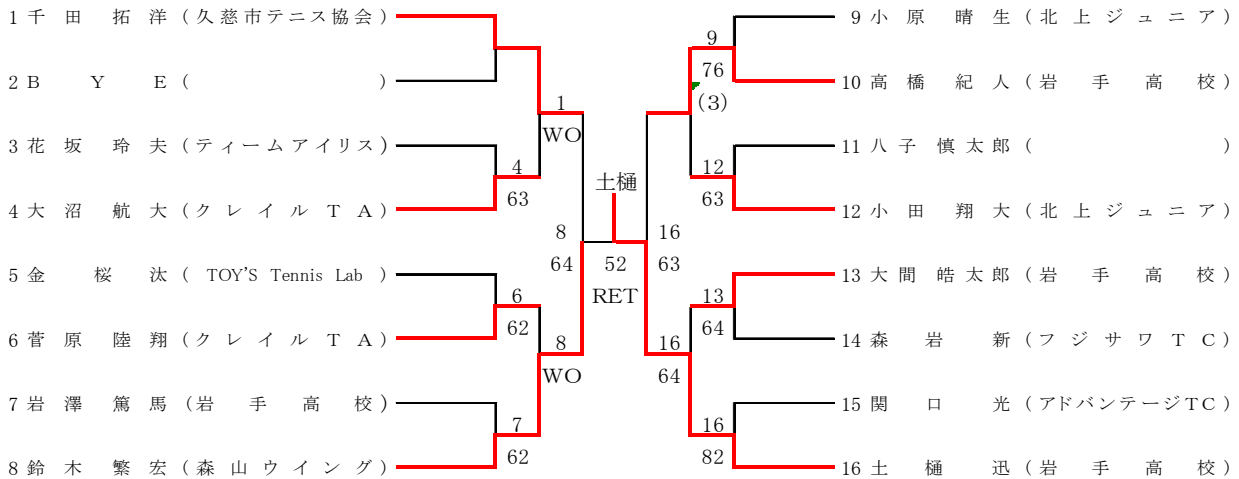 1 千田 拓洋 (久慈市テニス協会)
2 B Y E ( )
1
WO
3 花坂 玲夫 (ティームアイリス)
4
63
4 大沼 航大 (クレイルTA)
8
64
5 金 桜汰 ( TOY'S Tennis Lab )
6
62
6 菅原 陸翔 (クレイルTA)
8
WO
7 岩澤 篤馬 (岩手高校)
7
62
8 鈴木 繁宏 (森山ウイング)
土樋
52
RET
9 小原 晴生 (北上ジュニア)
9
76
(3)
10 高橋 紀人 (岩手高校)
11 八子 慎太郎 ( )
12
63
12 小田 翔大 (北上ジュニア)
16
63
13 大間 皓太郎 (岩手高校)
13
64
14 森岩 新 (フジサワTC)
16
64
15 関口 光 (アドバンテージTC)
16
82
16 土樋 迅 (岩手高校)